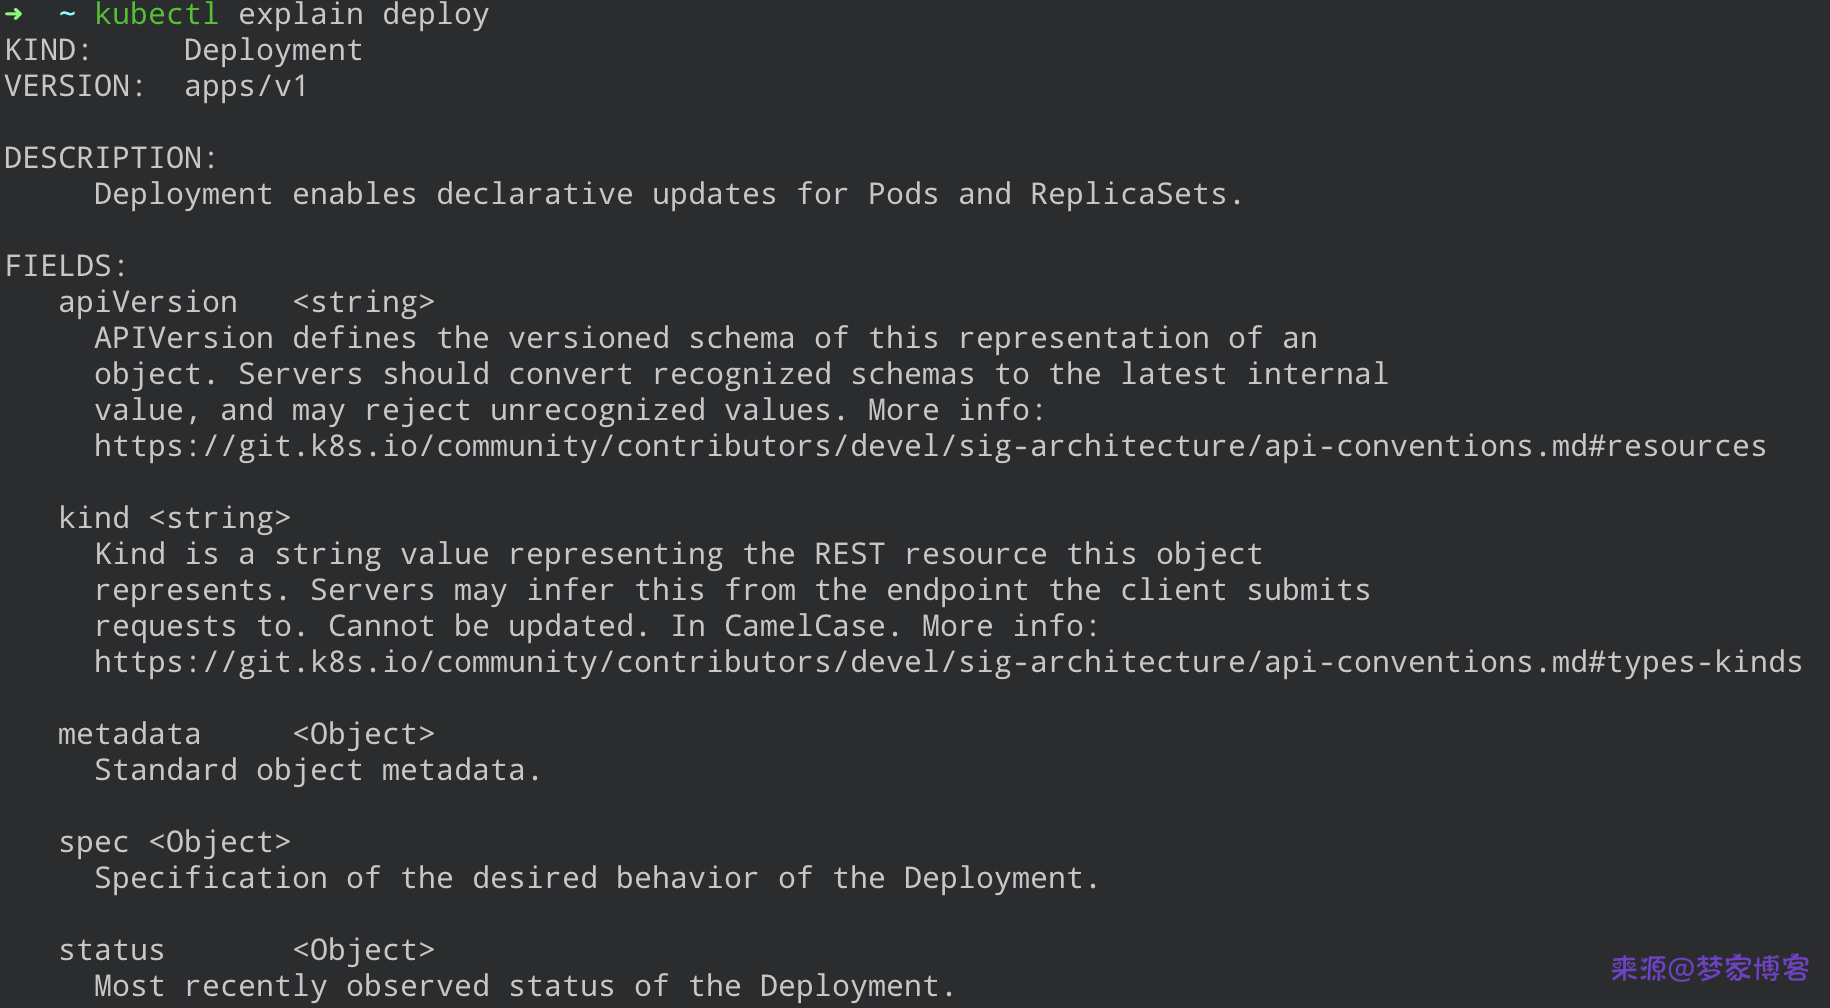 ➜  ~ kubectl explain deploy
KIND:     Deployment
VERSION:  apps/v1
DESCRIPTION:
     Deployment enables declarative updates for Pods and ReplicaSets.
FIELDS:
   apiVersion   <string>
     APIVersion defines the versioned schema of this representation of an
     object. Servers should convert recognized schemas to the latest internal
     value, and may reject unrecognized values. More info:
     https://git.k8s.io/community/contributors/devel/sig-architecture/api-conventions.md#resources
   kind <string>
     Kind is a string value representing the REST resource this object
     represents. Servers may infer this from the endpoint the client submits
     requests to. Cannot be updated. In CamelCase. More info:
     https://git.k8s.io/community/contributors/devel/sig-architecture/api-conventions.md#types-kinds
   metadata     <Object>
     Standard object metadata.
   spec <Object>
     Specification of the desired behavior of the Deployment.
   status       <Object>
     Most recently observed status of the Deployment.
来源@梦家博客